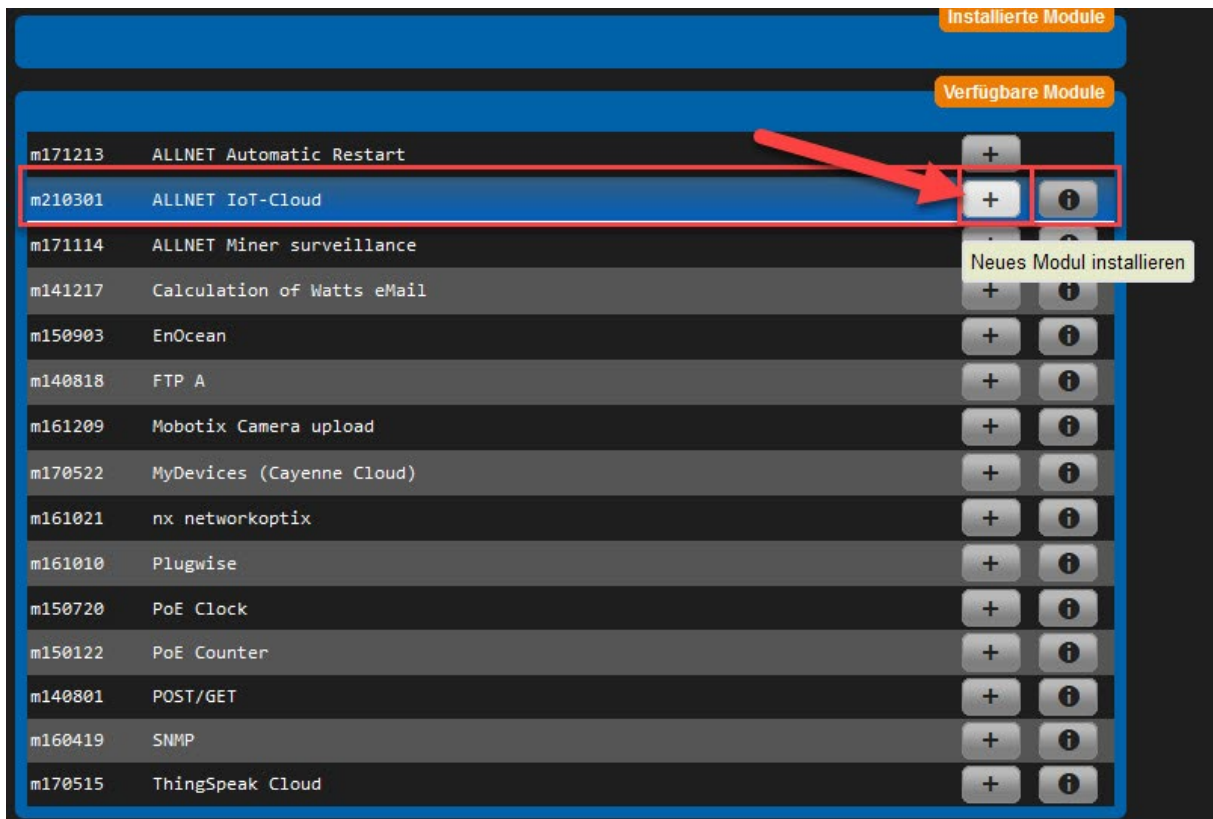 Installierte Module
Verfügbare Module
m171213 ALLNET Automatic Restart +
m210301 ALLNET IoT-Cloud + i
m171114 ALLNET Miner surveillance
Neues Modul installieren
m141217 Calculation of Watts eMail + i
m150903 EnOcean + i
m140818 FTP A + i
m161209 Mobotix Camera upload + i
m170522 MyDevices (Cayenne Cloud) + i
m161021 nx networkoptix + i
m161010 Plugwise + i
m150720 PoE Clock + i
m150122 PoE Counter + i
m140801 POST/GET + i
m160419 SNMP + i
m170515 ThingSpeak Cloud + i